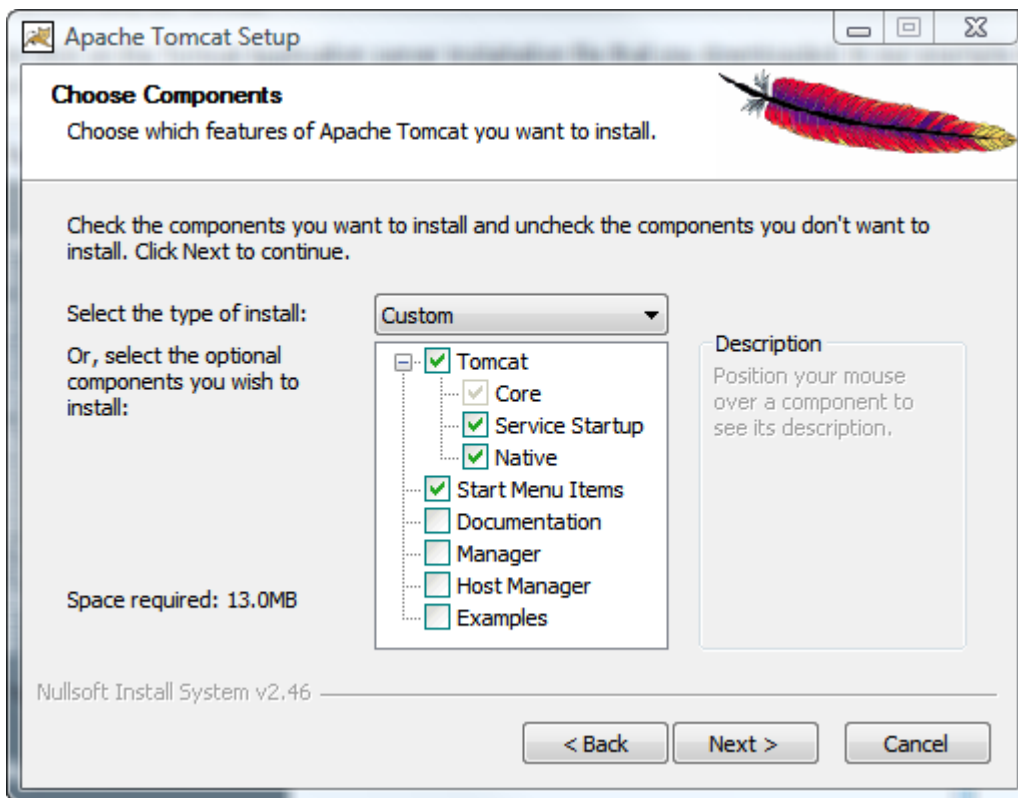 Apache Tomcat Setup
Choose Components
Choose which features of Apache Tomcat you want to install.
Check the components you want to install and uncheck the components you don't want to
install. Click Next to continue.
Select the type of install:
Custom
Or, select the optional
components you wish to
install:
Tomcat
Core
Service Startup
Native
Start Menu Items
Documentation
Manager
Host Manager
Examples
Description
Position your mouse
over a component to
see its description.
Space required: 13.0MB
Nullsoft Install System v2.46
< Back
Next >
Cancel